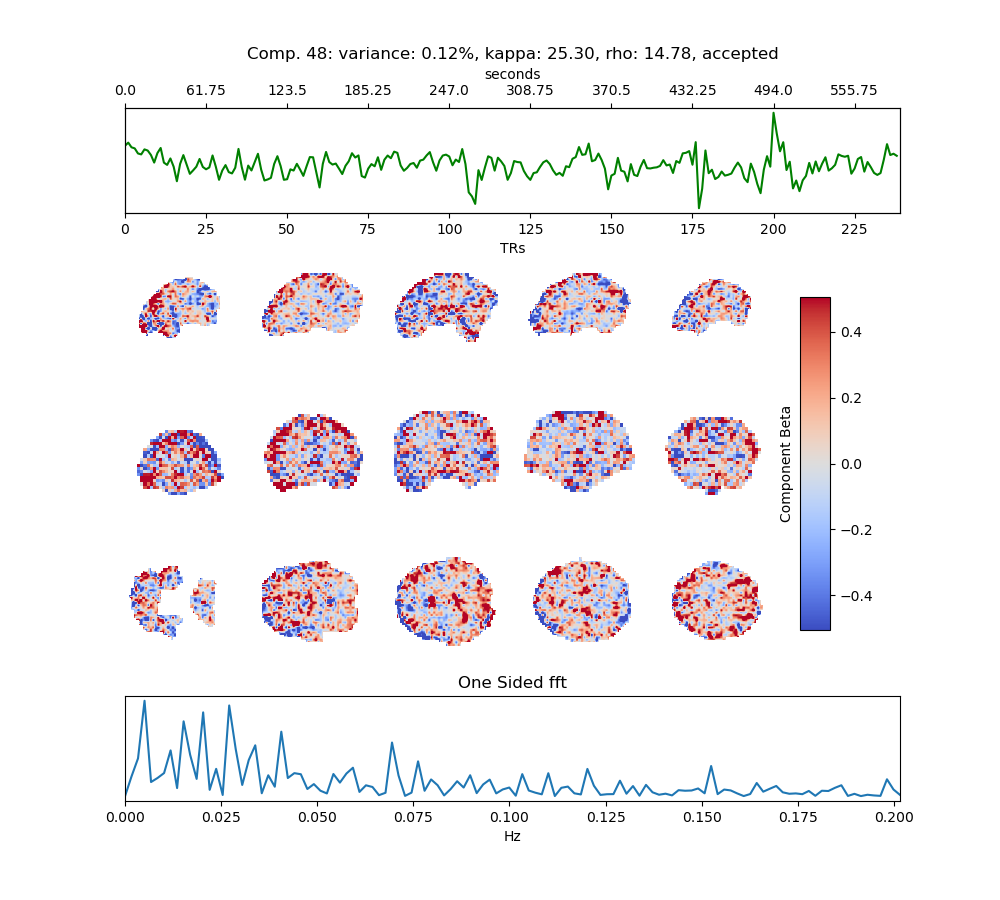 Comp. 48: variance: 0.12%, kappa: 25.30, rho: 14.78, accepted
seconds
0.0 61.75 123.5 185.25 247.0 308.75 370.5 432.25 494.0 555.75
0 25 50 75 100 125 150 175 200 225
TRs
0.4
0.2
0.0
−0.2
−0.4
Component Beta
One Sided fft
0.000 0.025 0.050 0.075 0.100 0.125 0.150 0.175 0.200
Hz